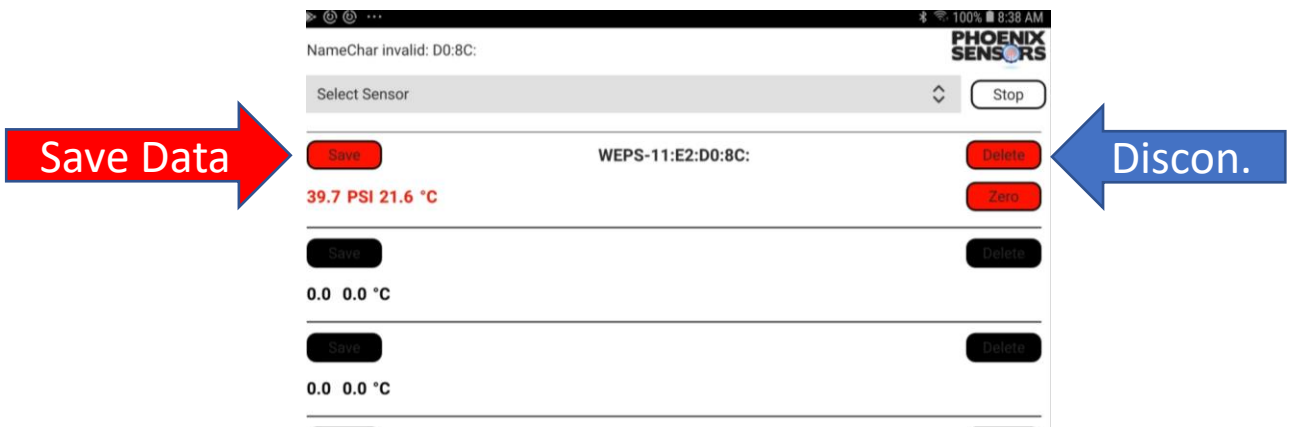 100% 8:38 AM
NameChar invalid: D0:8C:
PHOENIX
SENSORS
Select Sensor
Stop
Save Data
Save
WEPS-11:E2:D0:8C:
Delete
Discon.
39.7 PSI 21.6 °C
Zero
Save
Delete
0.0 0.0 °C
Save
Delete
0.0 0.0 °C